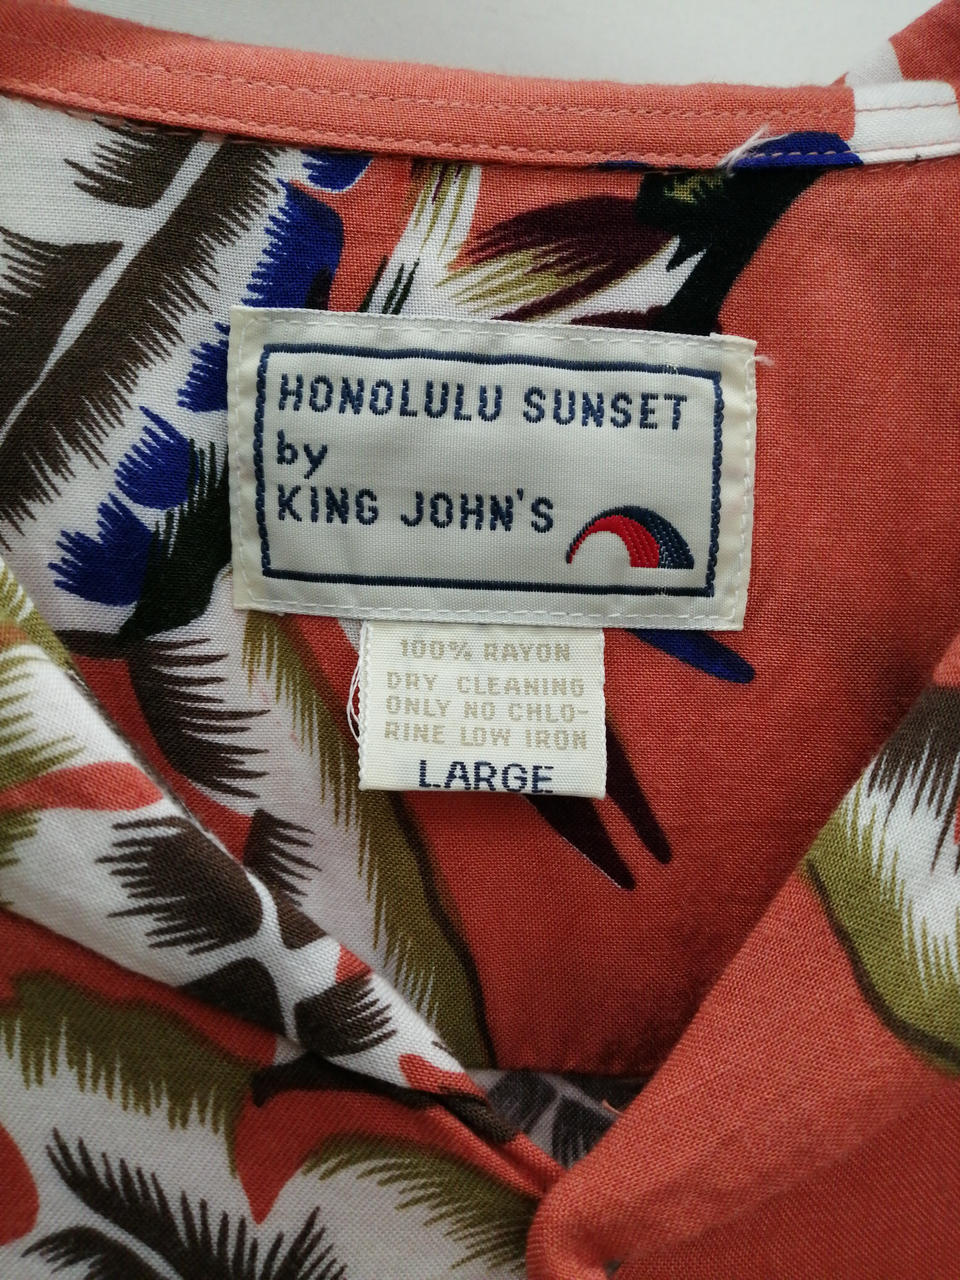 HONOLULU SUNSET
by
KING JOHN'S
100% RAYON
DRY CLEANING
ONLY NO CHLO-
RINE LOW IRON
LARGE